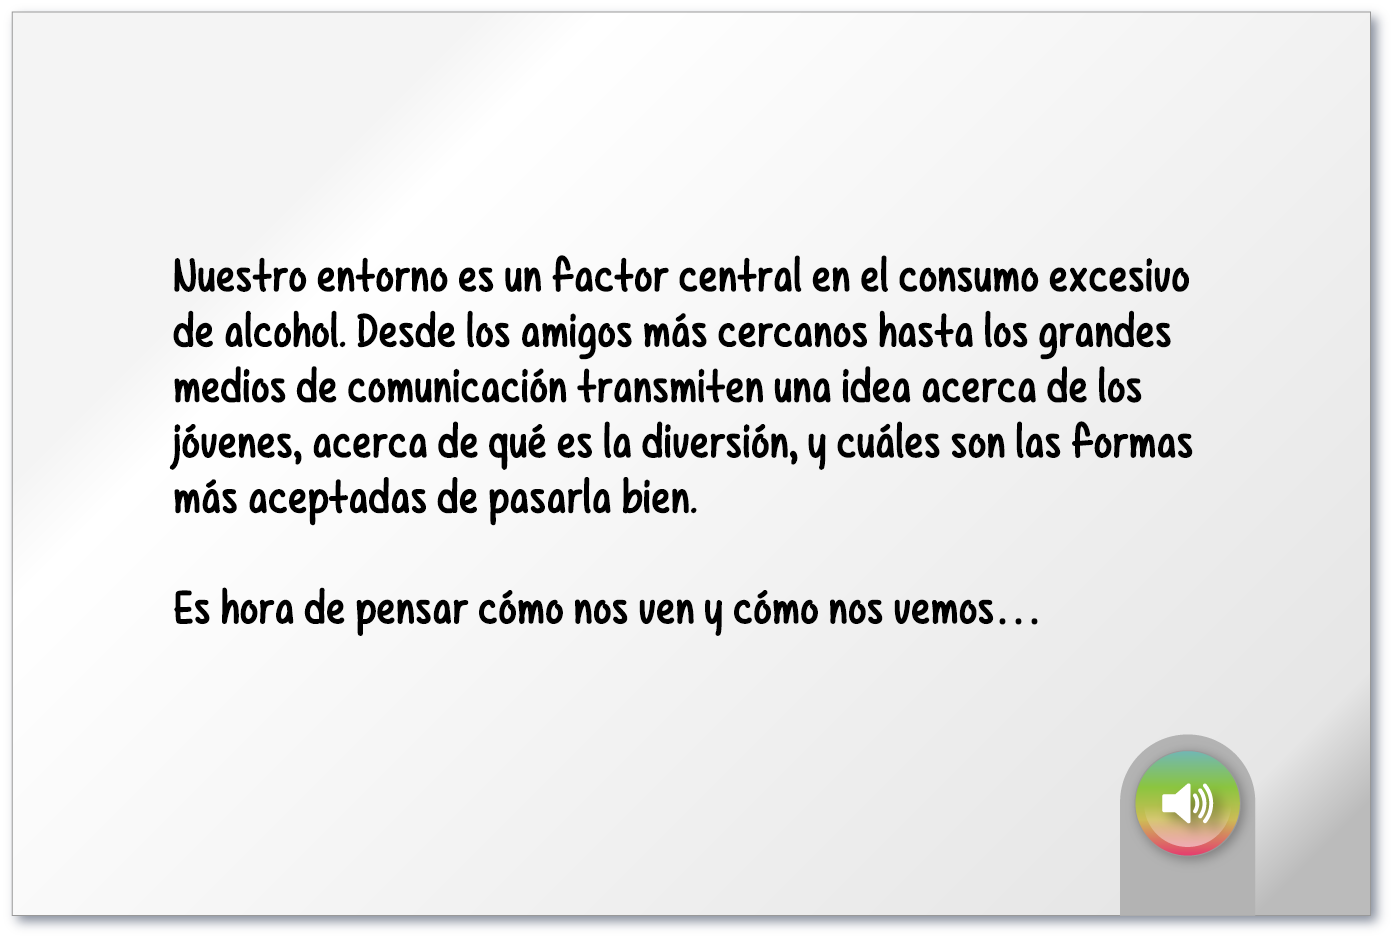 Nuestro entorno es un factor central en el consumo excesivo
de alcohol. Desde los amigos más cercanos hasta los grandes
medios de comunicación transmiten una idea acerca de los
jóvenes, acerca de qué es la diversión, y cuáles son las formas
más aceptadas de pasarla bien.
Es hora de pensar cómo nos ven y cómo nos vemos...